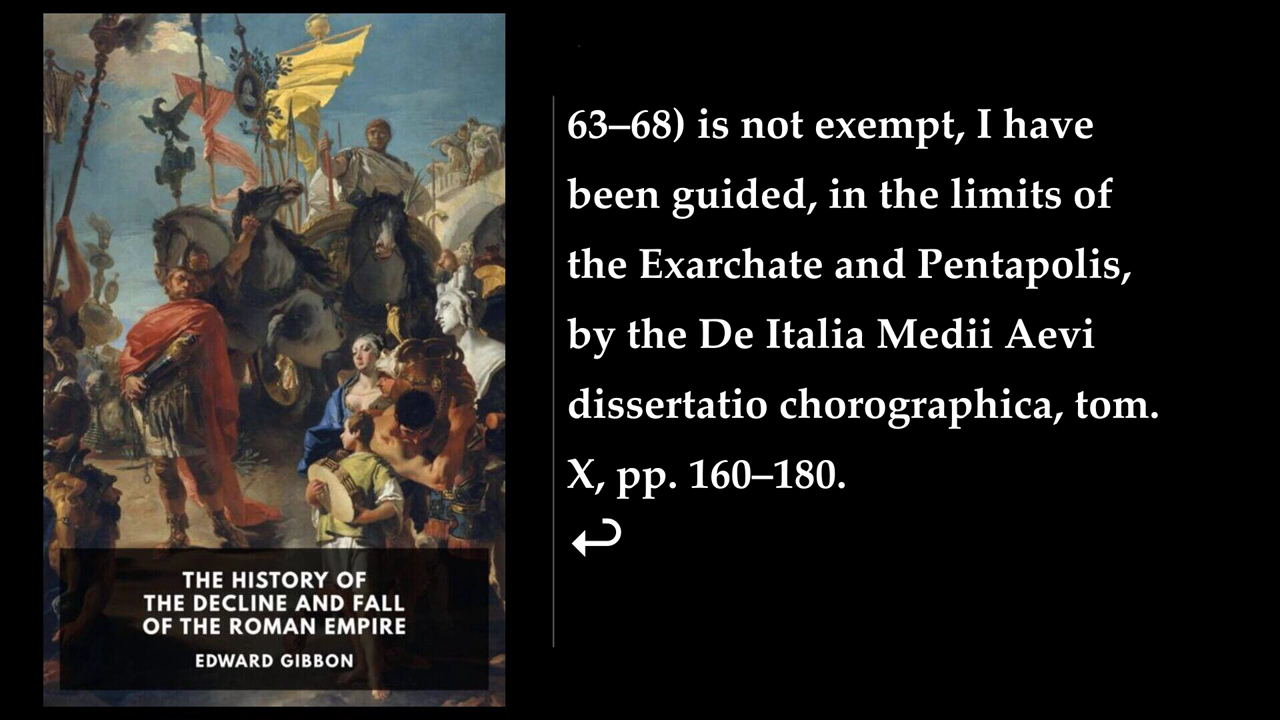 63–68) is not exempt, I have
been guided, in the limits of
the Exarchate and Pentapolis,
by the De Italia Medii Aevi
dissertatio chorographica, tom.
X, pp. 160–180.
↩
THE HISTORY OF
THE DECLINE AND FALL
OF THE ROMAN EMPIRE
EDWARD GIBBON